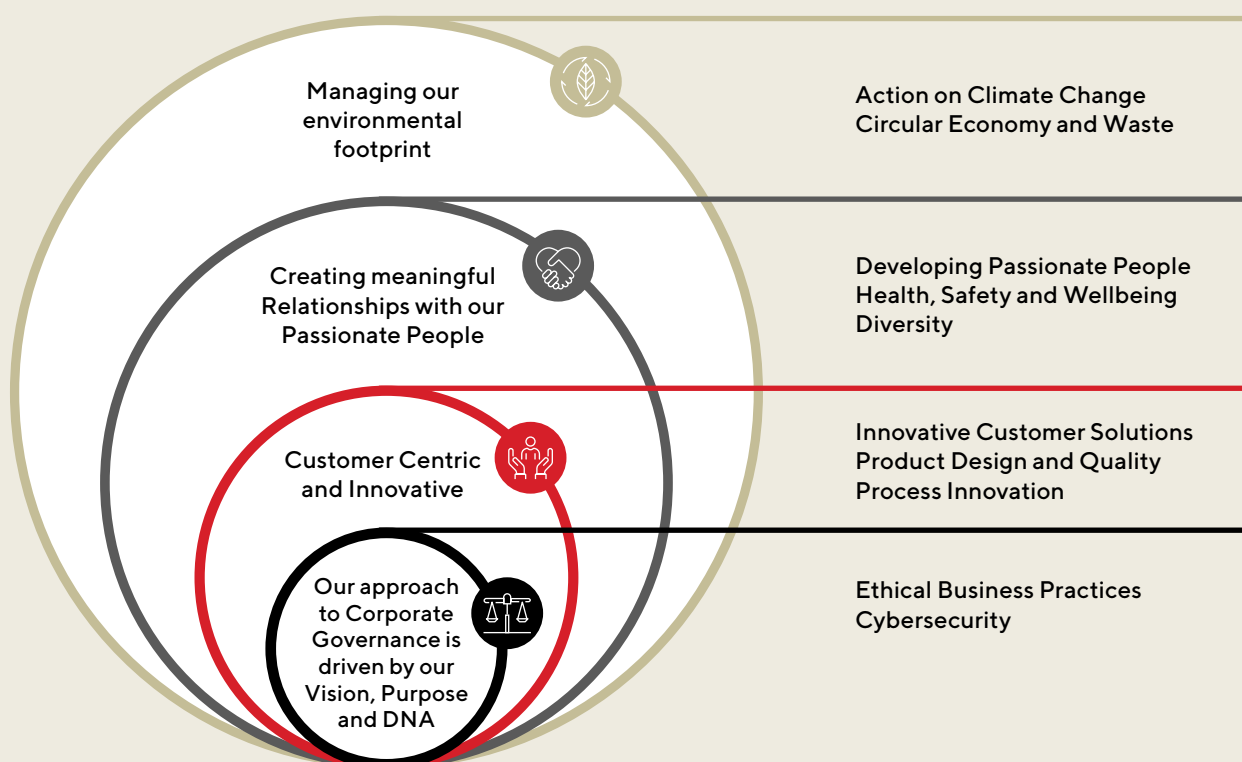 Managing our
environmental
footprint
Action on Climate Change
Circular Economy and Waste
Creating meaningful
Relationships with our
Passionate People
Developing Passionate People
Health, Safety and Wellbeing
Diversity
Customer Centric
and Innovative
Innovative Customer Solutions
Product Design and Quality
Process Innovation
Our approach
to Corporate
Governance is
driven by our
Vision, Purpose
and DNA
Ethical Business Practices
Cybersecurity